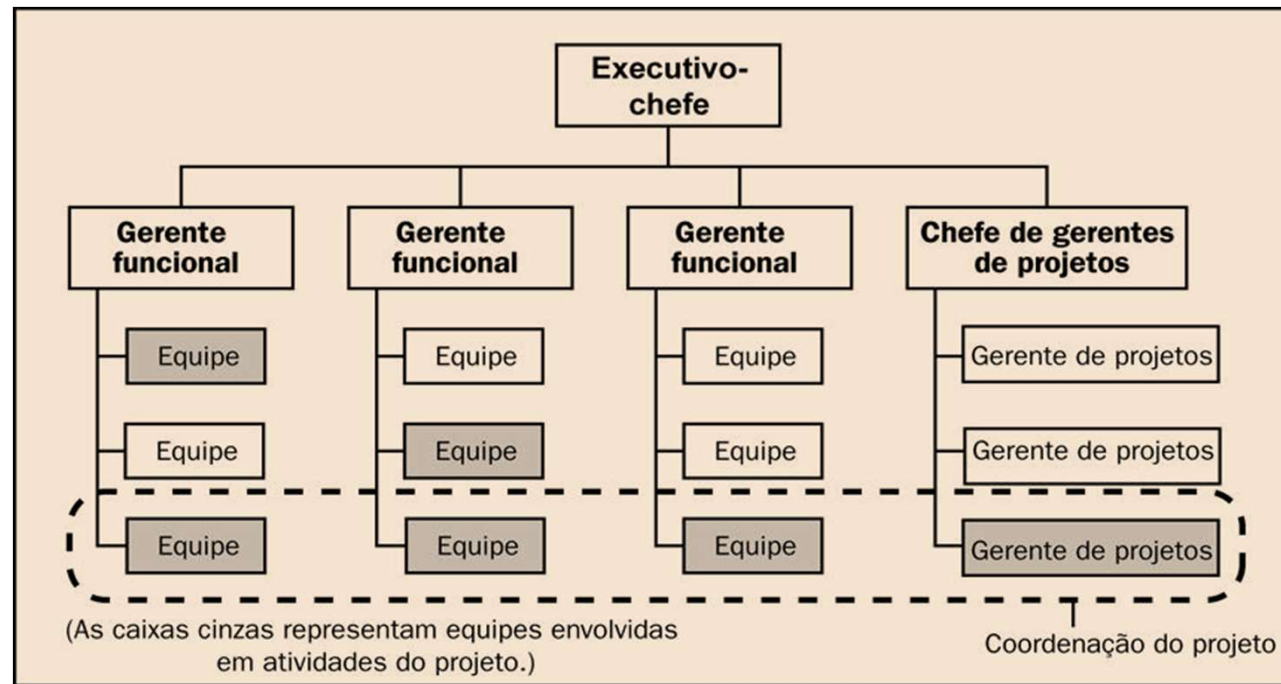 Executivo-
chefe
Gerente
funcional
Gerente
funcional
Gerente
funcional
Chefe de gerentes
de projetos
Equipe
Equipe
Equipe
Gerente de projetos
Equipe
Equipe
Equipe
Gerente de projetos
Equipe
Equipe
Equipe
Gerente de projetos
(As caixas cinzas representam equipes envolvidas
em atividades do projeto.)
Coordenação do projeto